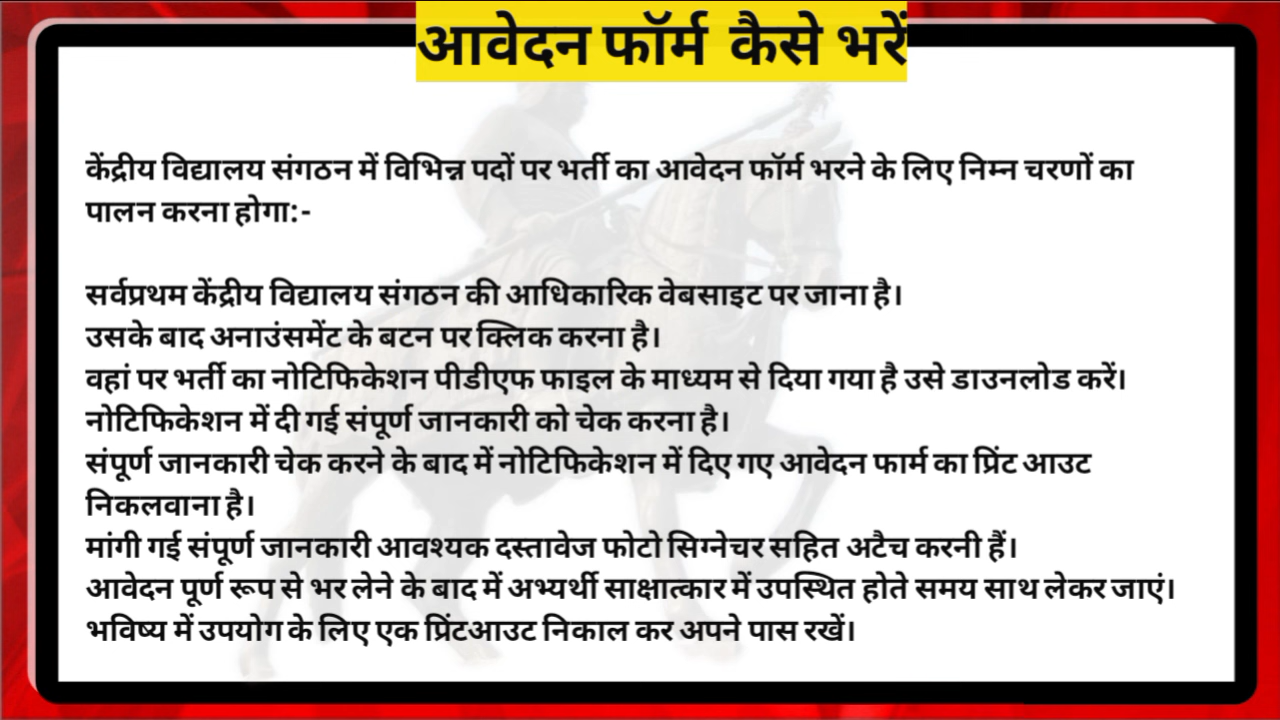 आवेदन फॉर्म कैसे भरें
केंद्रीय विद्यालय संगठन में विभिन्न पदों पर भर्ती का आवेदन फॉर्म भरने के लिए निम्न चरणों का
पालन करना होगा:-
सर्वप्रथम केंद्रीय विद्यालय संगठन की आधिकारिक वेबसाइट पर जाना है।
उसके बाद अनाउंसमेंट के बटन पर क्लिक करना है।
वहां पर भर्ती का नोटिफिकेशन पीडीएफ फाइल के माध्यम से दिया गया है उसे डाउनलोड करें।
नोटिफिकेशन में दी गई संपूर्ण जानकारी को चेक करना है।
संपूर्ण जानकारी चेक करने के बाद में नोटिफिकेशन में दिए गए आवेदन फार्म का प्रिंट आउट
निकलवाना है।
मांगी गई संपूर्ण जानकारी आवश्यक दस्तावेज फोटो सिग्नेचर सहित अटैच करनी हैं।
आवेदन पूर्ण रूप से भर लेने के बाद में अभ्यर्थी साक्षात्कार में उपस्थित होते समय साथ लेकर जाएं।
भविष्य में उपयोग के लिए एक प्रिंटआउट निकाल कर अपने पास रखें।